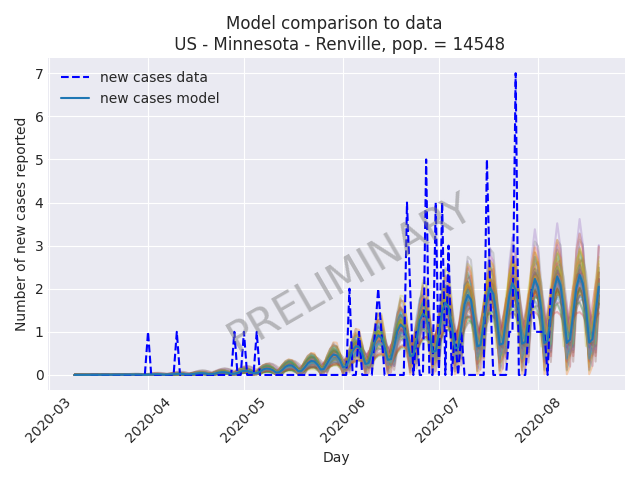 Model comparison to data
US - Minnesota - Renville, pop. = 14548
new cases data
new cases model
PRELIMINARY
Number of new cases reported
7
6
5
4
3
2
1
0
2020-03
2020-04
2020-05
2020-06
2020-07
2020-08
Day